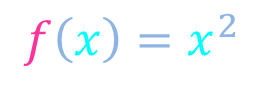 f(x) = x²